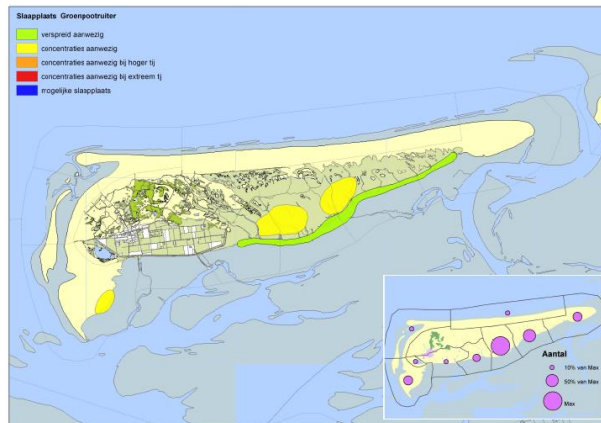 Slaapplaats Groenpootruiter
verspreid aanwezig
concentraties aanwezig
concentraties aanwezig bij hoger tij
concentraties aanwezig bij extreem tj
mogelijke slaapplaats
Aantal
10% van Max
50% van Max
Max